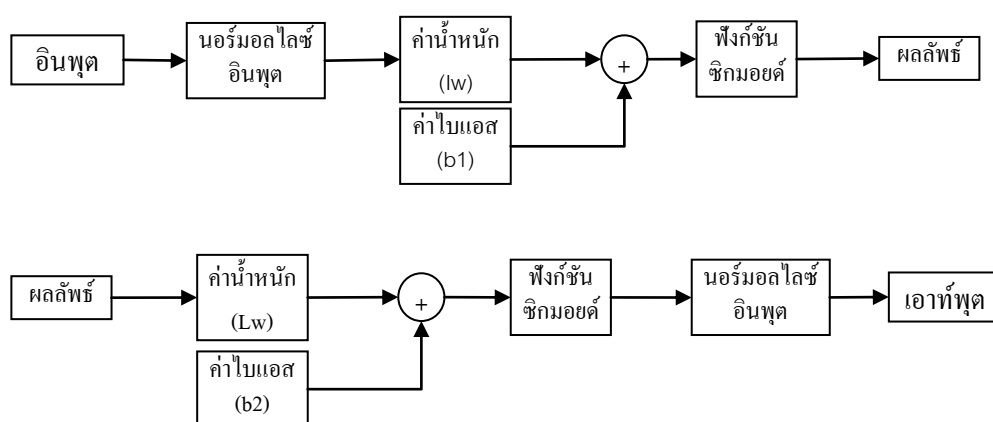 อินพุต
นอร์มอลไลซ์
อินพุต
ค่าน้ำหนัก
(Iw)
+
ค่าไบแอส
(b1)
ฟังก์ชัน
ซิกมอยด์
ผลลัพธ์
ผลลัพธ์
ค่าน้ำหนัก
(Lw)
+
ค่าไบแอส
(b2)
ฟังก์ชัน
ซิกมอยด์
นอร์มอลไลซ์
อินพุต
เอาท์พุต